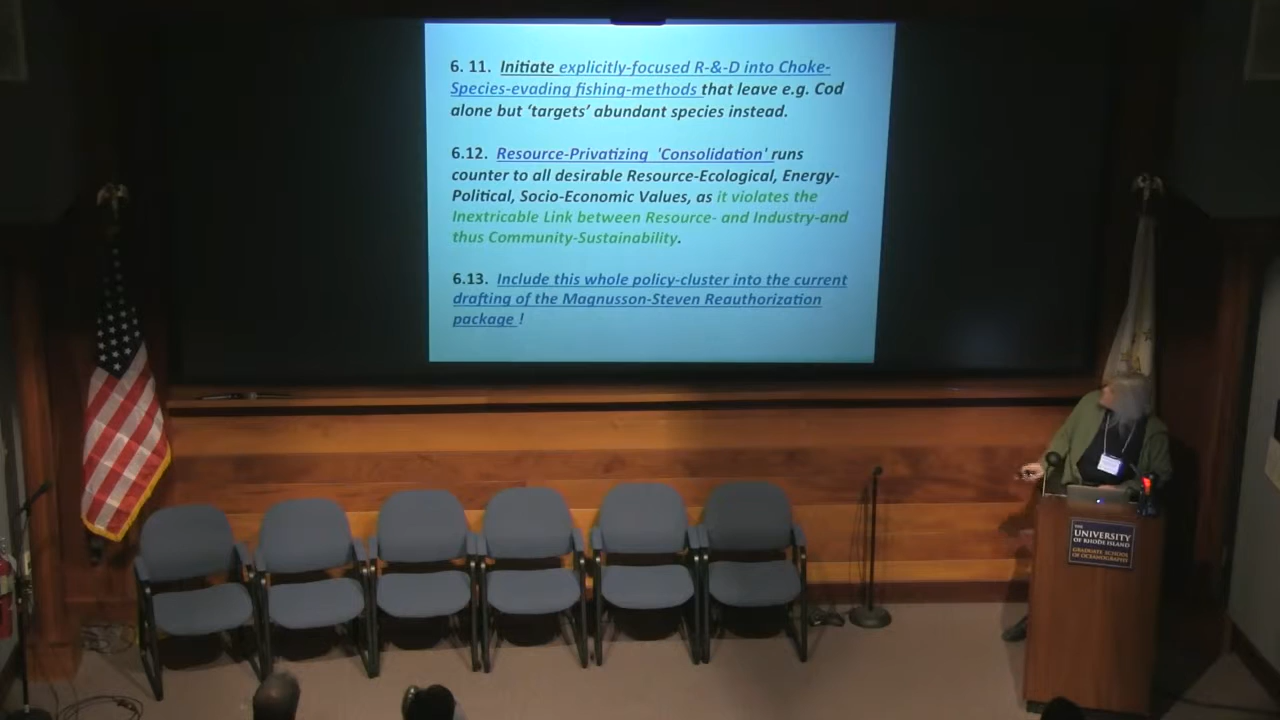 6. 11. Initiate explicitly-focused R-&-D into Choke-
Species-evading fishing-methods that leave e.g. Cod
alone but ‘targets’ abundant species instead.
6.12. Resource-Privatizing 'Consolidation' runs
counter to all desirable Resource-Ecological, Energy-
Political, Socio-Economic Values, as it violates the
Inextricable Link between Resource- and Industry-and
thus Community-Sustainability.
6.13. Include this whole policy-cluster into the current
drafting of the Magnusson-Steven Reauthorization
package !
THE
UNIVERSITY
OF RHODE ISLAND
GRADUATE SCHOOL
OF OCEANOGRAPHY